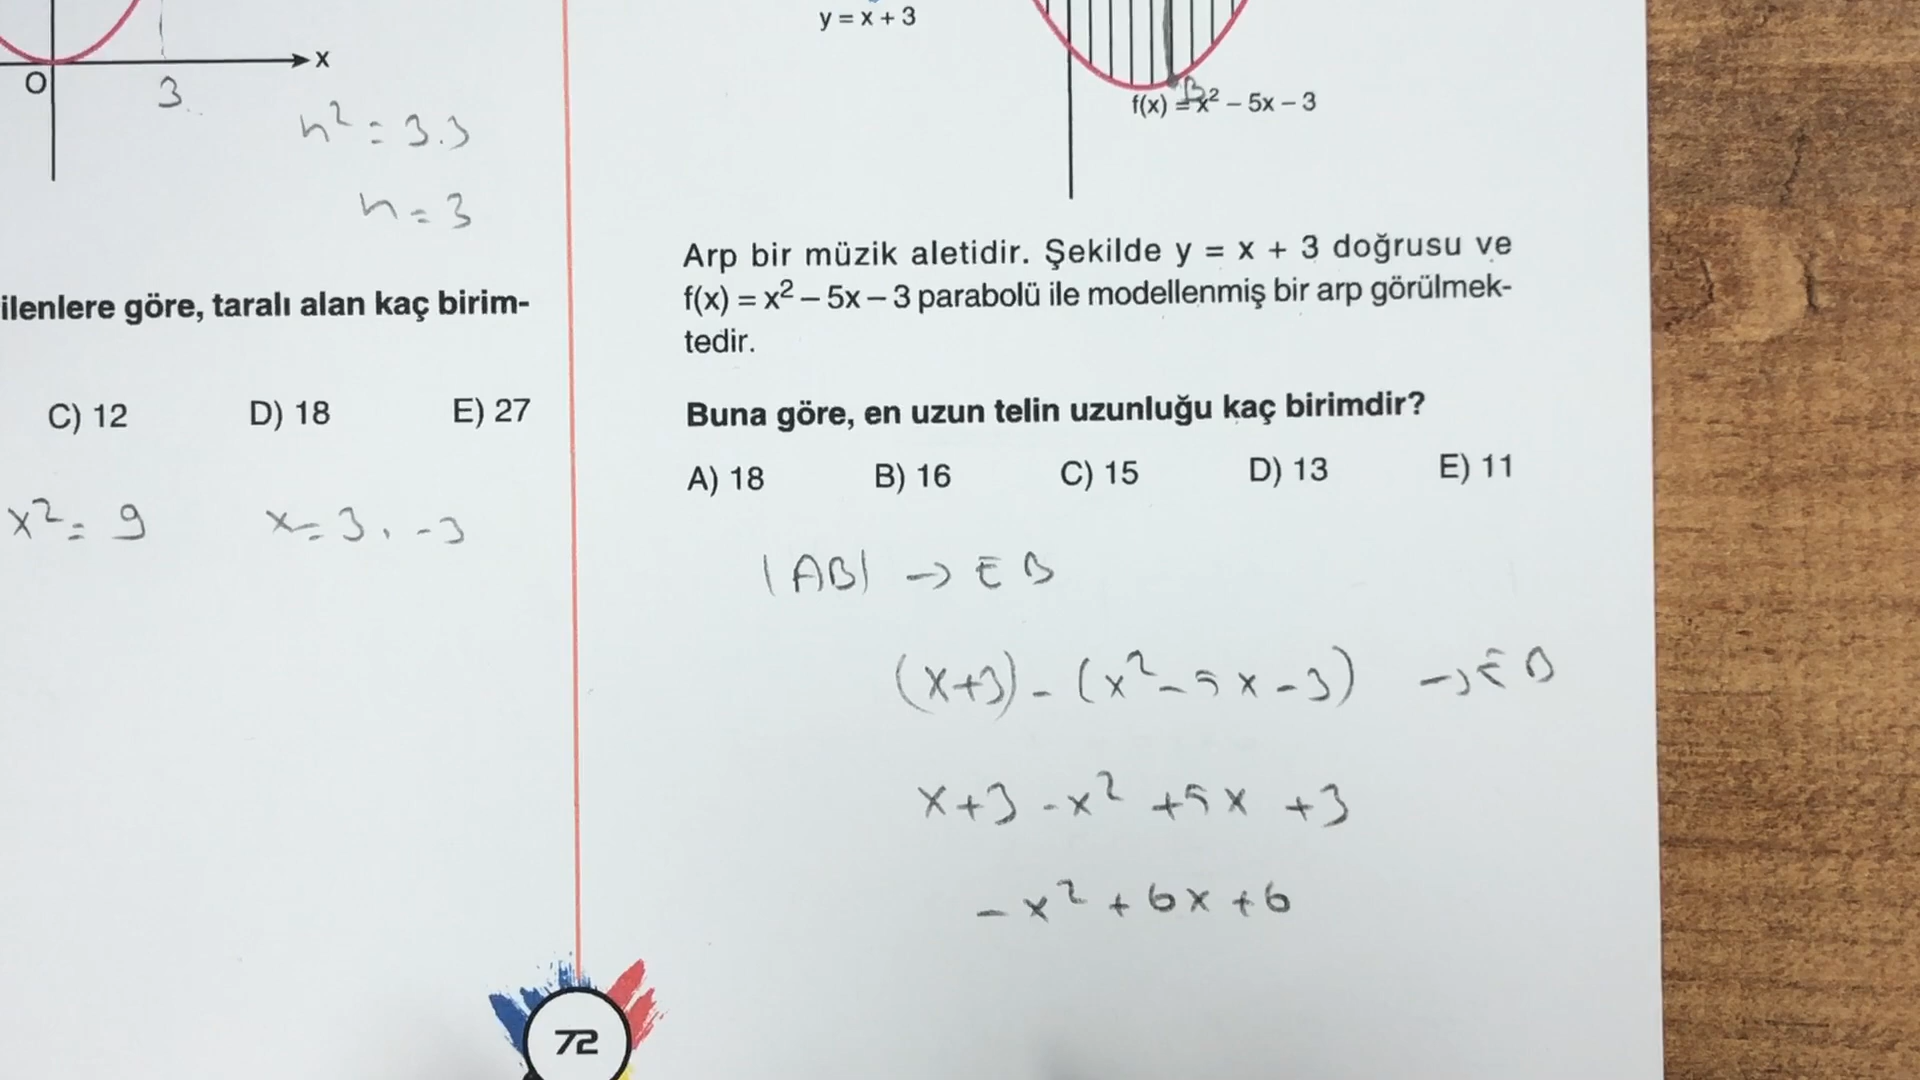 x
O
3
n² = 3.3
n = 3
ilenlere göre, taralı alan kaç birim-
C) 12 D) 18 E) 27
x² = 9 x = 3, -3
y = x + 3
B
f(x) = x² – 5x – 3
Arp bir müzik aletidir. Şekilde y = x + 3 doğrusu ve
f(x) = x² – 5x – 3 parabolü ile modellenmiş bir arp görülmek-
tedir.
Buna göre, en uzun telin uzunluğu kaç birimdir?
A) 18 B) 16 C) 15 D) 13 E) 11
|AB| → EB
(x+3) - (x² - 5x - 3) → EB
x+3 -x² +5x +3
-x² + 6x + 6
72